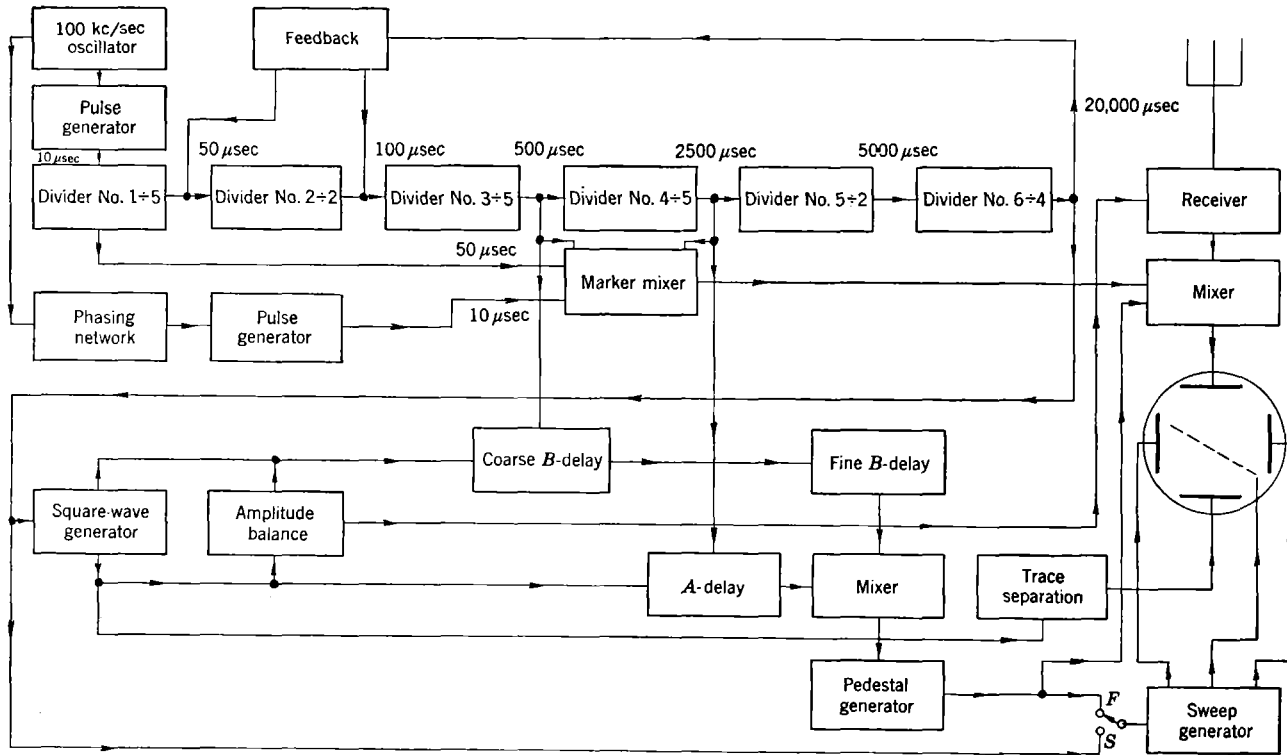 100 kc/sec
oscillator
Feedback
Pulse
generator
20,000 μsec
10 μsec
50 μsec
100 μsec
500 μsec
2500 μsec
5000 μsec
Divider No. 1÷5
Divider No. 2÷2
Divider No. 3÷5
Divider No. 4÷5
Divider No. 5÷2
Divider No. 6÷4
Receiver
50 μsec
Marker mixer
Mixer
Phasing
network
Pulse
generator
10 μsec
Coarse B-delay
Fine B-delay
Square-wave
generator
Amplitude
balance
A-delay
Mixer
Trace
separation
Pedestal
generator
F
S
Sweep
generator